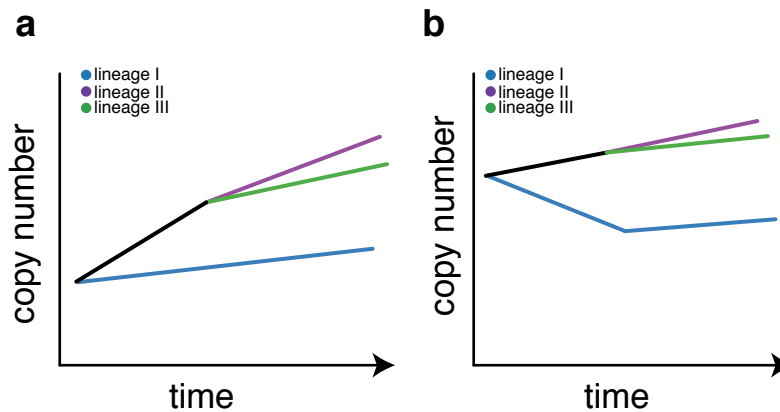 a
lineage I
lineage II
lineage III
copy number
time
b
lineage I
lineage II
lineage III
copy number
time